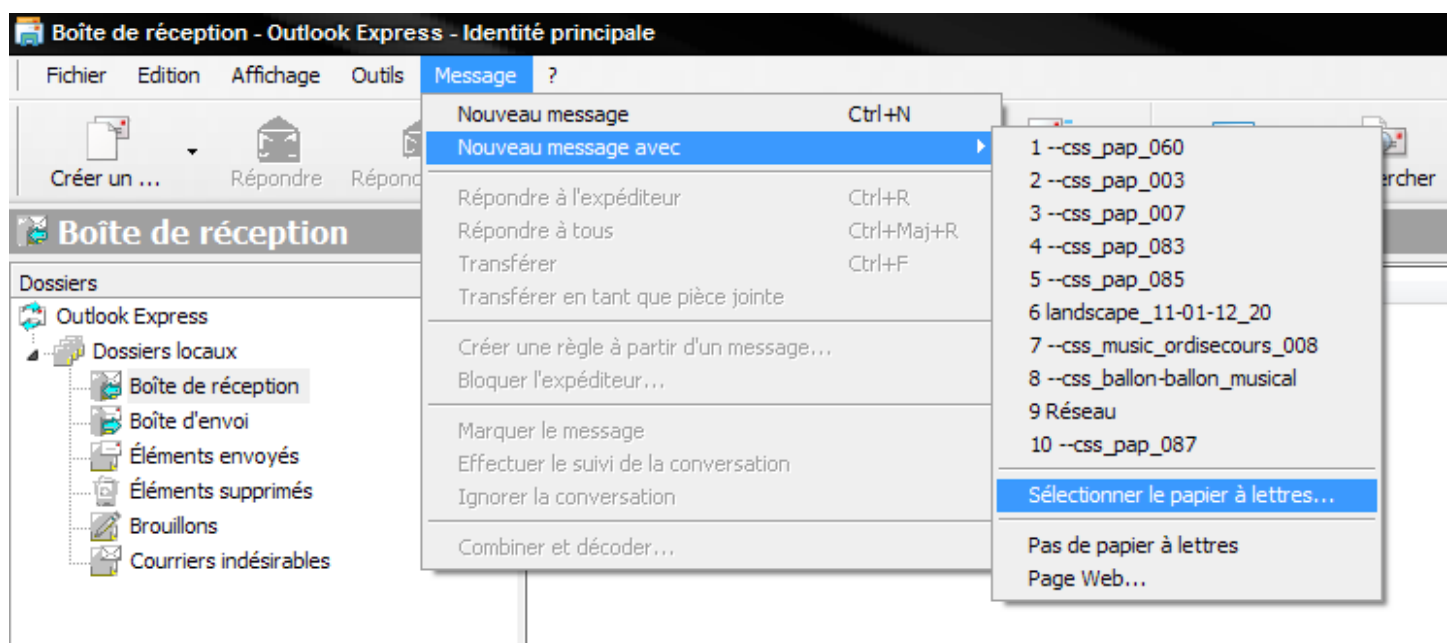 Boîte de réception - Outlook Express - Identité principale
Fichier Edition Affichage Outils Message ?
Créer un ... Répondre
Nouveau message Ctrl+N
Nouveau message avec
Répondre à l'expéditeur Ctrl+R
Répondre à tous Ctrl+Maj+R
Transférer Ctrl+F
Transférer en tant que pièce jointe
Créer une règle à partir d'un message...
Bloquer l'expéditeur...
Marquer le message
Effectuer le suivi de la conversation
Ignorer la conversation
Combiner et décoder...
1 --css_pap_060
2 --css_pap_003
3 --css_pap_007
4 --css_pap_083
5 --css_pap_085
6 landscape_11-01-12_20
7 --css_music_ordisecours_008
8 --css_ballon-ballon_musical
9 Réseau
10 --css_pap_087
Sélectionner le papier à lettres...
Pas de papier à lettres
Page Web...
Boîte de réception
Dossiers
Outlook Express
Dossiers locaux
Boîte de réception
Boîte d'envoi
Éléments envoyés
Éléments supprimés
Brouillons
Courriers indésirables